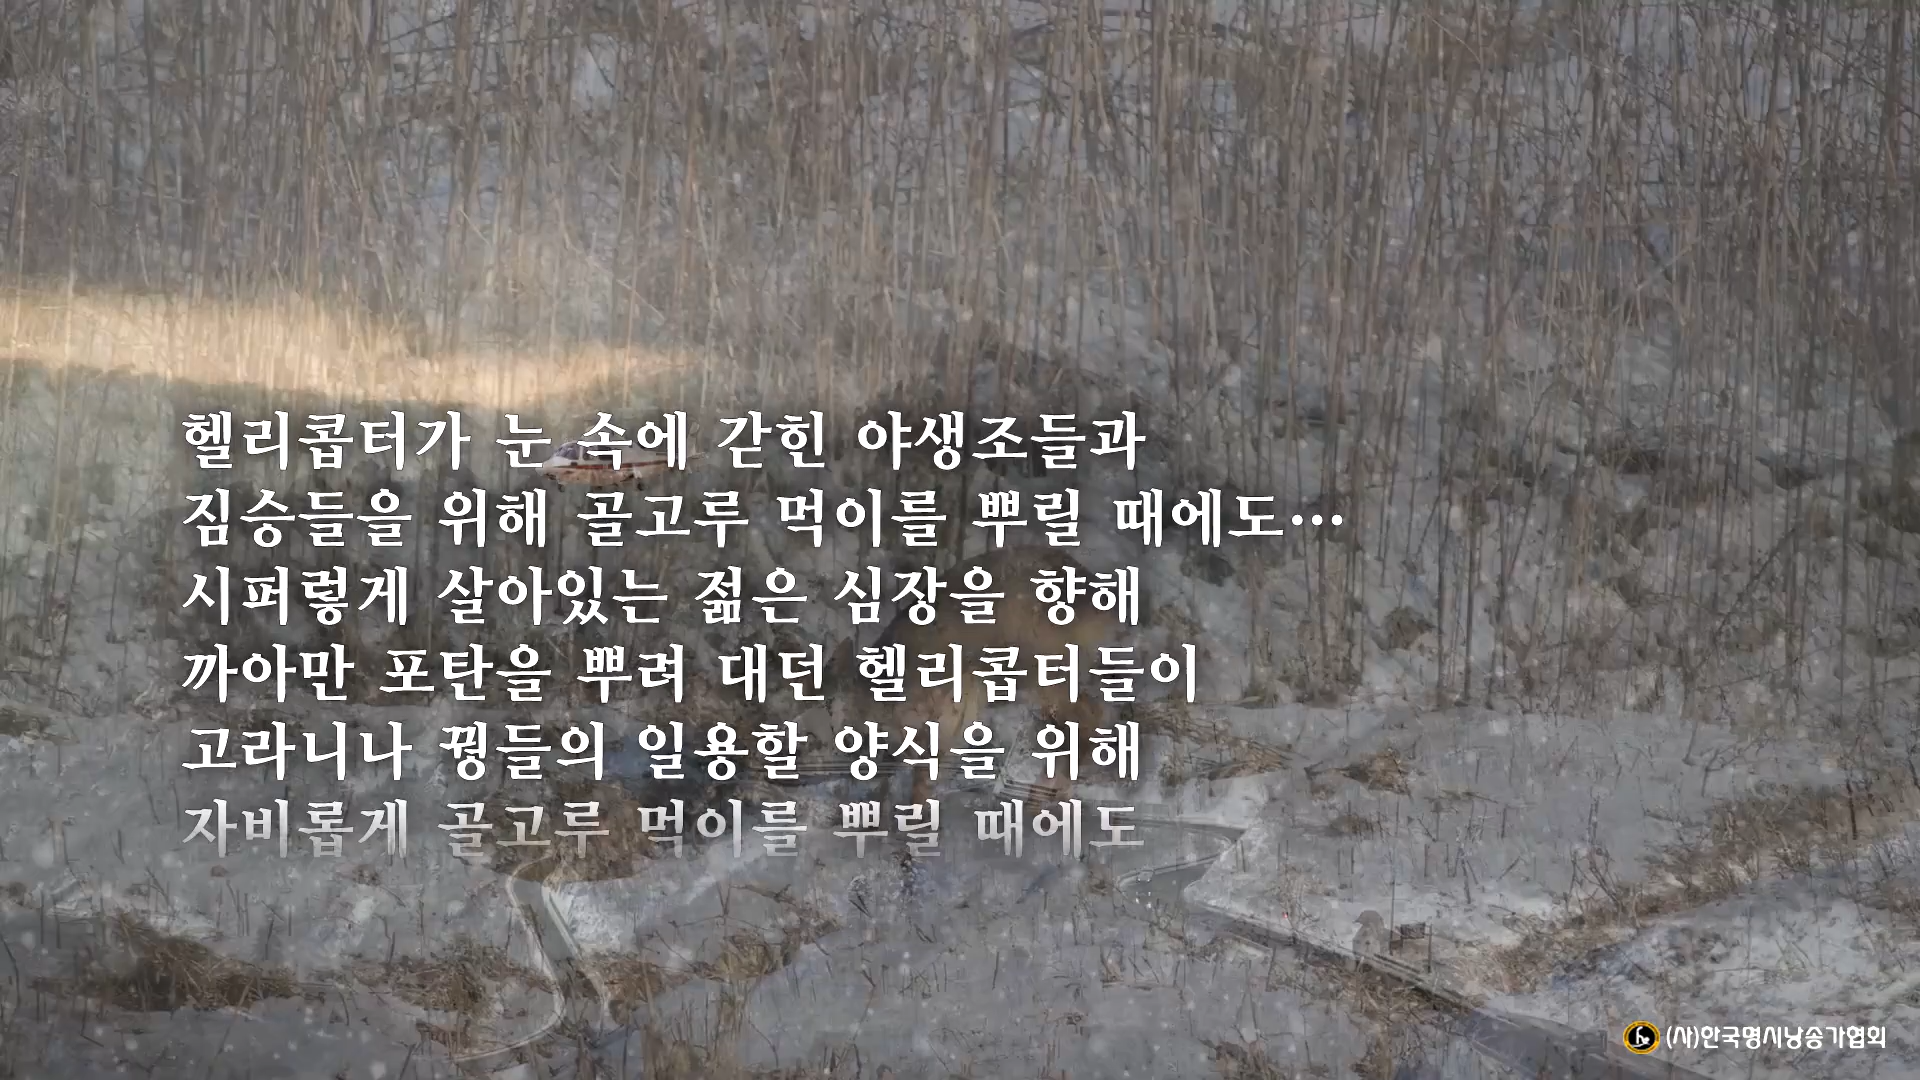 헬리콥터가 눈 속에 갇힌 야생조들과
짐승들을 위해 골고루 먹이를 뿌릴 때에도…
시퍼렇게 살아있는 젊은 심장을 향해
까아만 포탄을 뿌려 대던 헬리콥터들이
고라니나 꿩들의 일용할 양식을 위해
자비롭게 골고루 먹이를 뿌릴 때에도
(사)한국명시낭송가협회